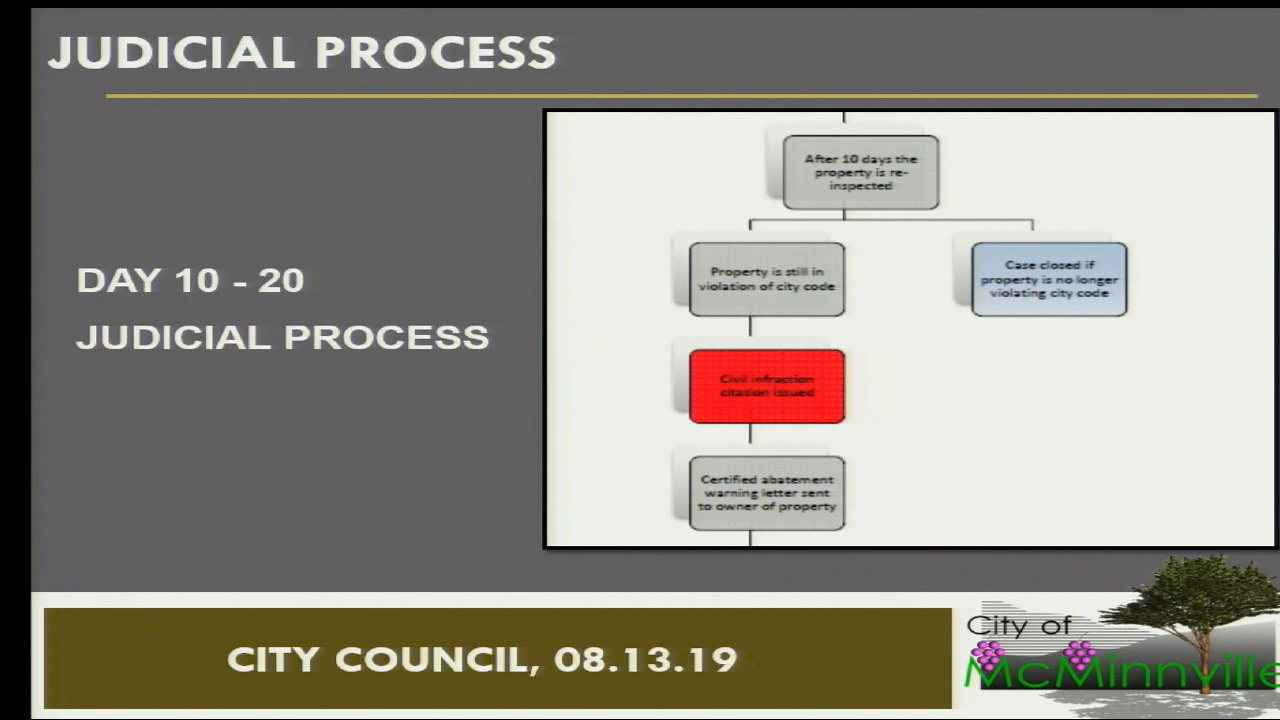 JUDICIAL PROCESS
DAY 10 - 20
JUDICIAL PROCESS
After 10 days the
property is re-
inspected
Property is still in
violation of city code
Case closed if
property is no longer
violating city code
Civil infraction
citation issued
Certified abatement
warning letter sent
to owner of property
CITY COUNCIL, 08.13.19
City of
McMinnville